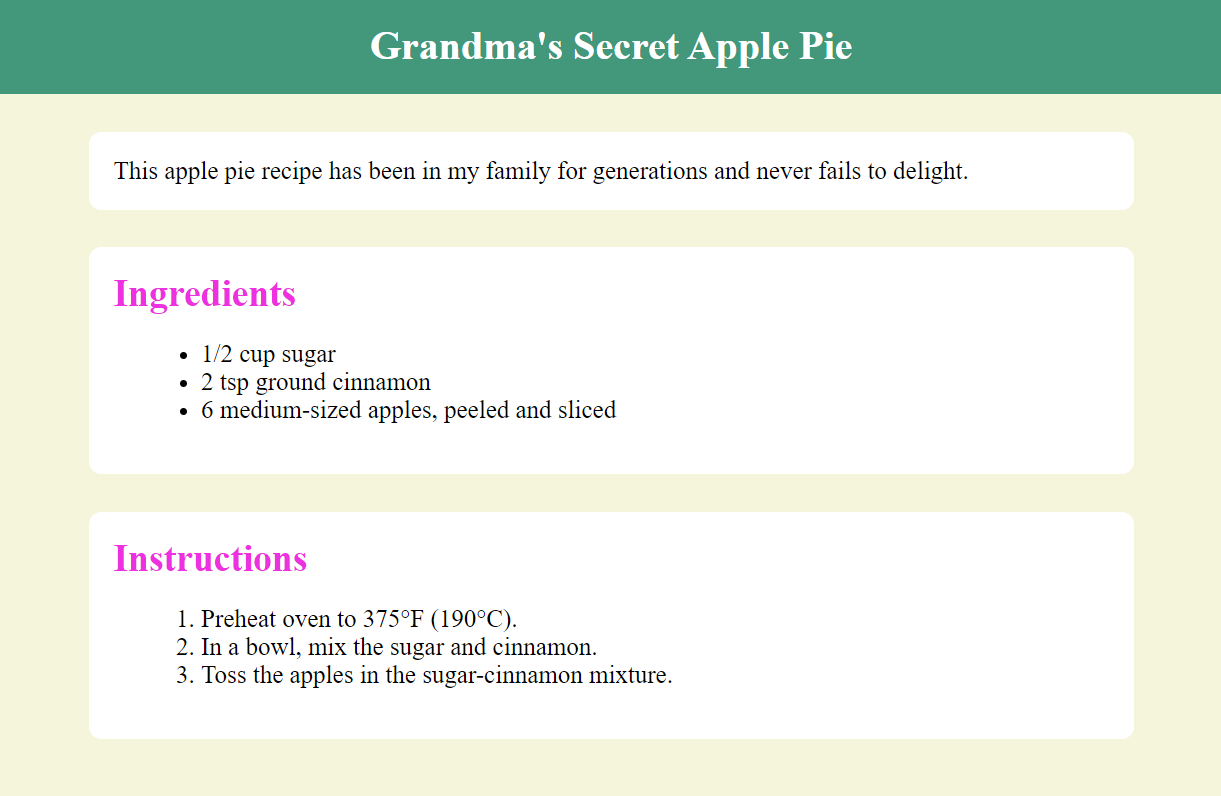 Grandma's Secret Apple Pie
This apple pie recipe has been in my family for generations and never fails to delight.
Ingredients
• 1/2 cup sugar
• 2 tsp ground cinnamon
• 6 medium-sized apples, peeled and sliced
Instructions
1. Preheat oven to 375°F (190°C).
2. In a bowl, mix the sugar and cinnamon.
3. Toss the apples in the sugar-cinnamon mixture.